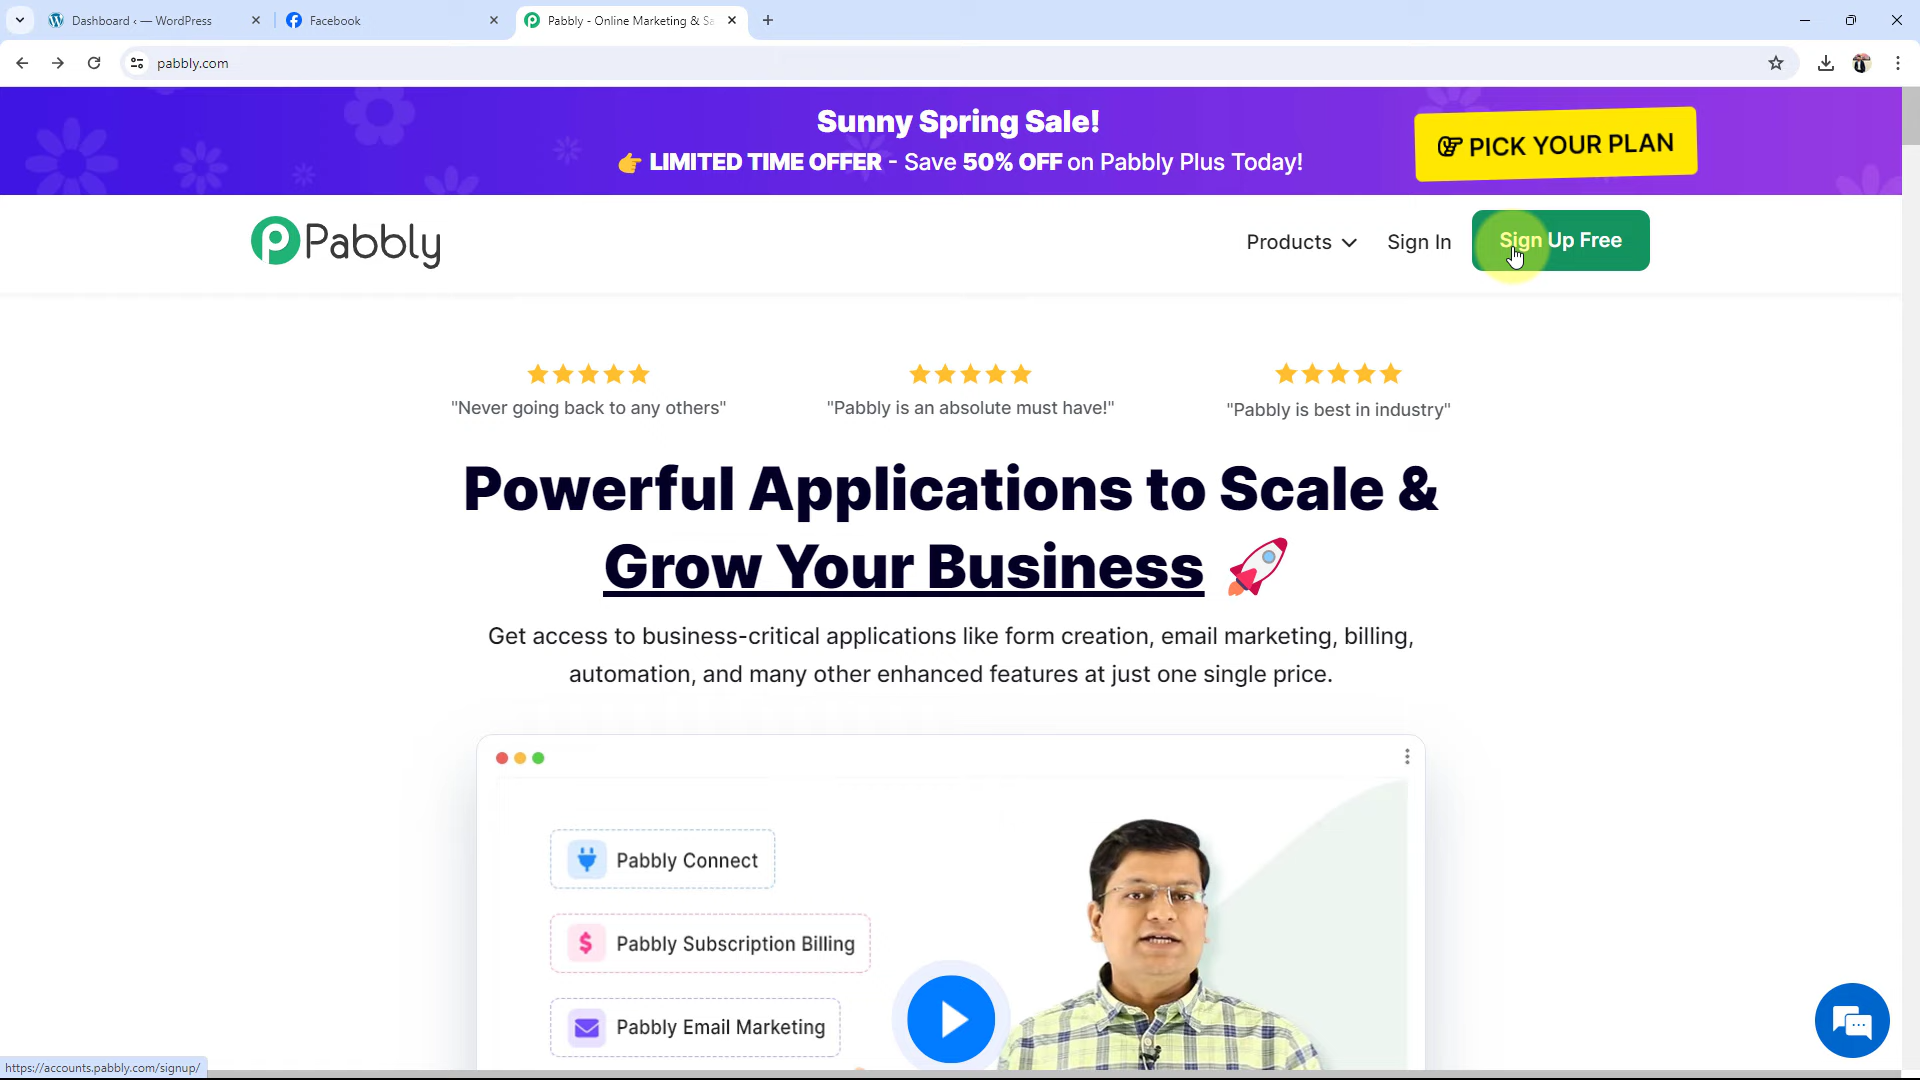 Dashboard ‹ — WordPress
Facebook
Pabbly - Online Marketing & Sa
pabbly.com
Sunny Spring Sale!
👉 LIMITED TIME OFFER - Save 50% OFF on Pabbly Plus Today!
PICK YOUR PLAN
Pabbly
Products
Sign In
Sign Up Free
"Never going back to any others"
"Pabbly is an absolute must have!"
"Pabbly is best in industry"
Powerful Applications to Scale &
Grow Your Business 🚀
Get access to business-critical applications like form creation, email marketing, billing,
automation, and many other enhanced features at just one single price.
Pabbly Connect
Pabbly Subscription Billing
Pabbly Email Marketing
https://accounts.pabbly.com/signup/